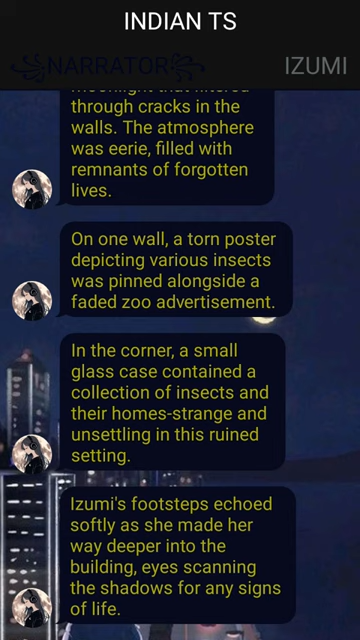 INDIAN TS
꧁NARRATOR꧂
IZUMI
moonlight that filtered
through cracks in the
walls. The atmosphere
was eerie, filled with
remnants of forgotten
lives.
On one wall, a torn poster
depicting various insects
was pinned alongside a
faded zoo advertisement.
In the corner, a small
glass case contained a
collection of insects and
their homes-strange and
unsettling in this ruined
setting.
Izumi's footsteps echoed
softly as she made her
way deeper into the
building, eyes scanning
the shadows for any signs
of life.